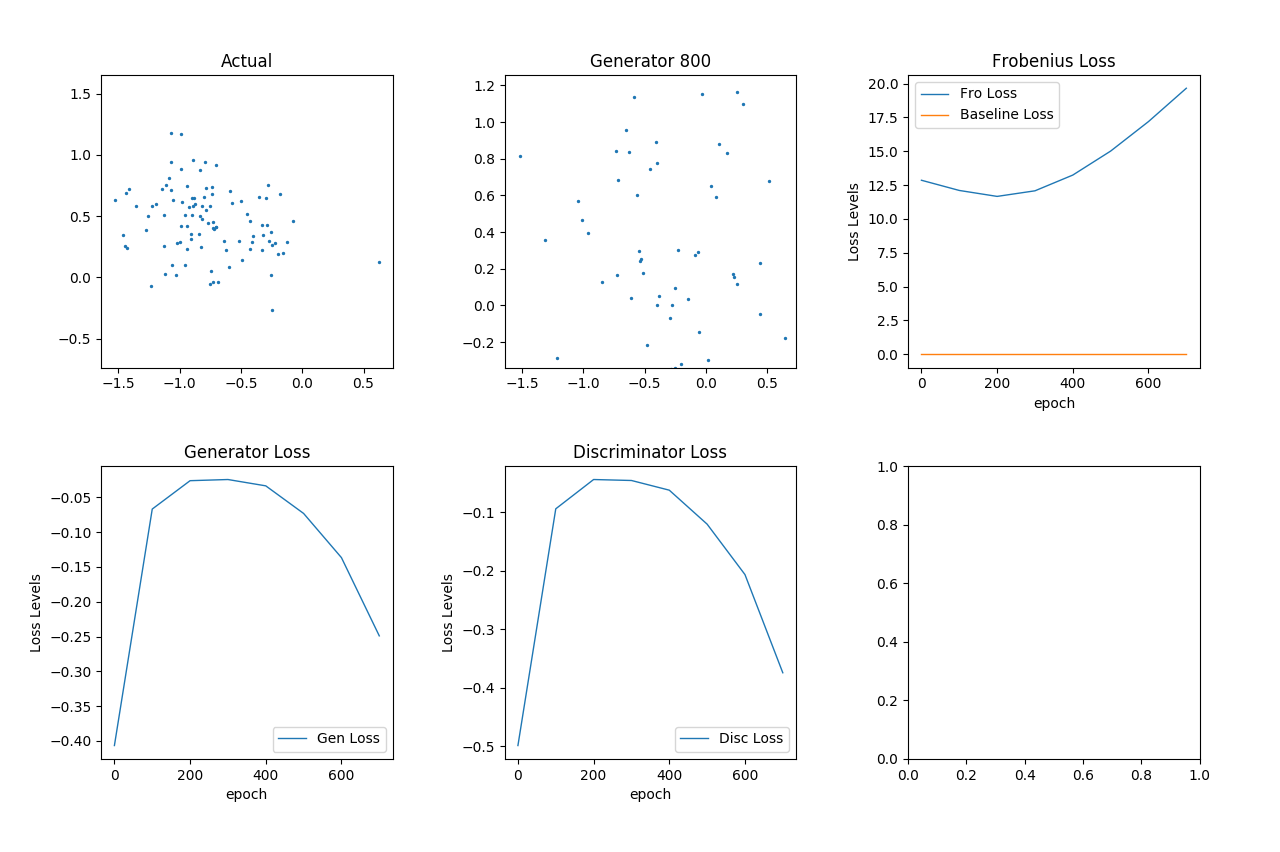 Actual
1.5
1.0
0.5
0.0
−0.5
−1.5 −1.0 −0.5 0.0 0.5
Generator 800
1.2
1.0
0.8
0.6
0.4
0.2
0.0
−0.2
−1.5 −1.0 −0.5 0.0 0.5
Frobenius Loss
Fro Loss
Baseline Loss
Loss Levels
20.0
17.5
15.0
12.5
10.0
7.5
5.0
2.5
0.0
0 200 400 600
epoch
Generator Loss
Loss Levels
−0.05
−0.10
−0.15
−0.20
−0.25
−0.30
−0.35
−0.40
Gen Loss
0 200 400 600
epoch
Discriminator Loss
Loss Levels
−0.1
−0.2
−0.3
−0.4
−0.5
Disc Loss
0 200 400 600
epoch
1.0
0.8
0.6
0.4
0.2
0.0
0.0 0.2 0.4 0.6 0.8 1.0